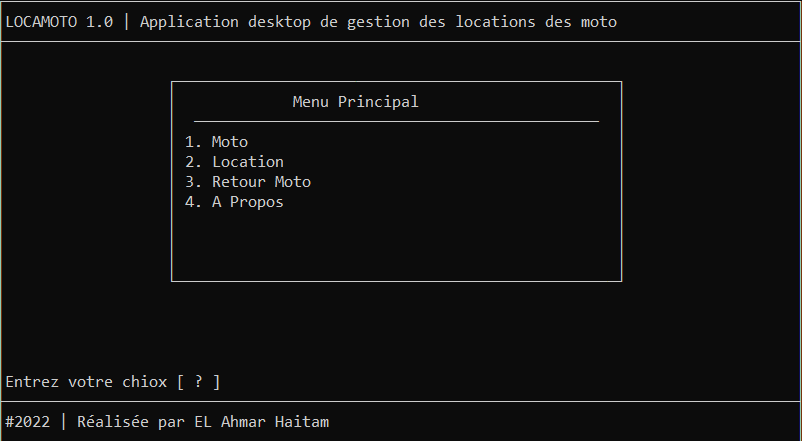 LOCAMOTO 1.0 | Application desktop de gestion des locations des moto
Menu Principal
1. Moto
2. Location
3. Retour Moto
4. A Propos
Entrez votre chiox [ ? ]
#2022 | Réalisée par EL Ahmar Haitam